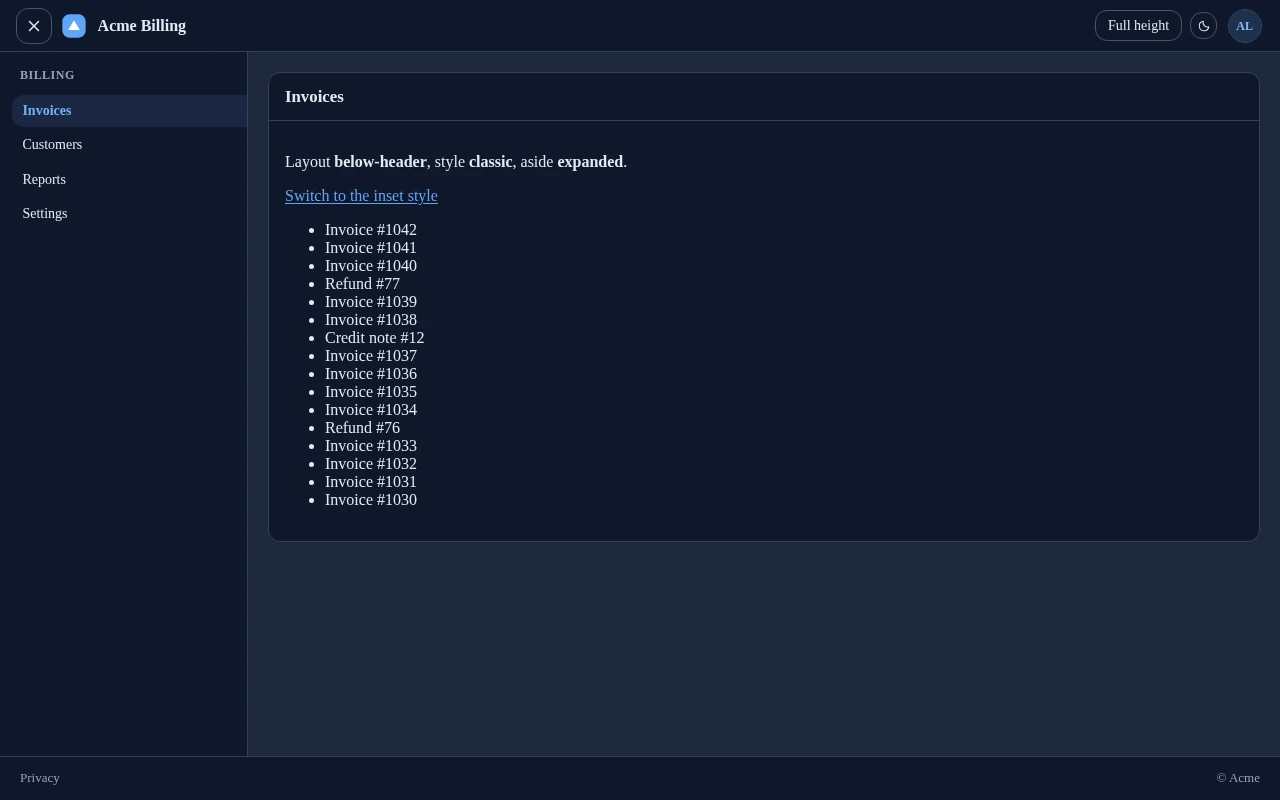 Acme Billing
Full height
AL
BILLING
Invoices
Customers
Reports
Settings
Invoices
Layout below-header, style classic, aside expanded.
Switch to the inset style
Invoice #1042
Invoice #1041
Invoice #1040
Refund #77
Invoice #1039
Invoice #1038
Credit note #12
Invoice #1037
Invoice #1036
Invoice #1035
Invoice #1034
Refund #76
Invoice #1033
Invoice #1032
Invoice #1031
Invoice #1030
Privacy
© Acme